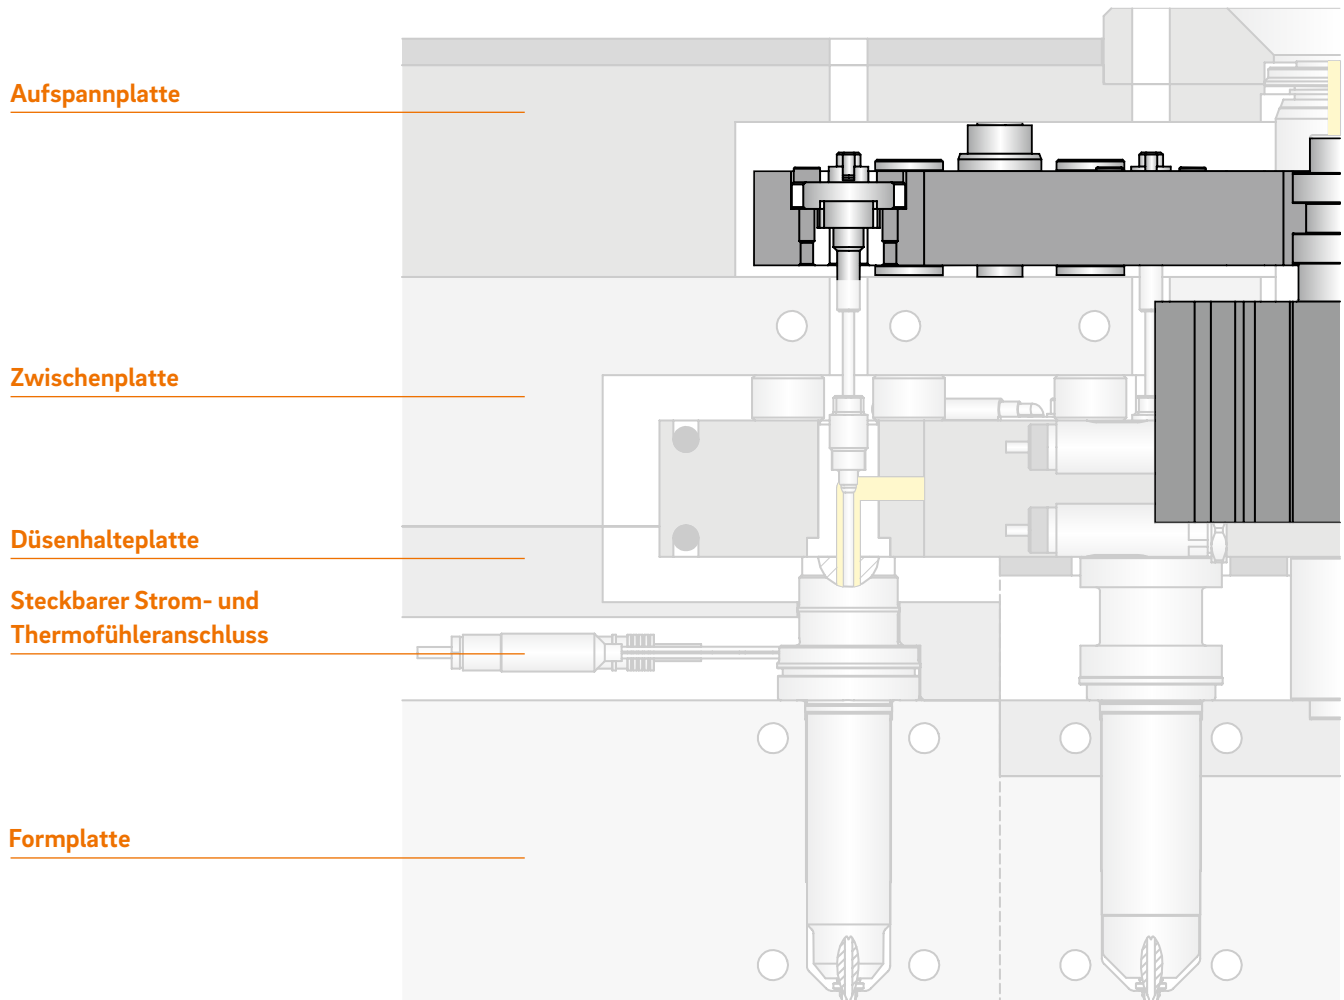 Aufspannplatte
Zwischenplatte
Düsenhalteplatte
Steckbarer Strom- und
Thermofühleranschluss
Formplatte